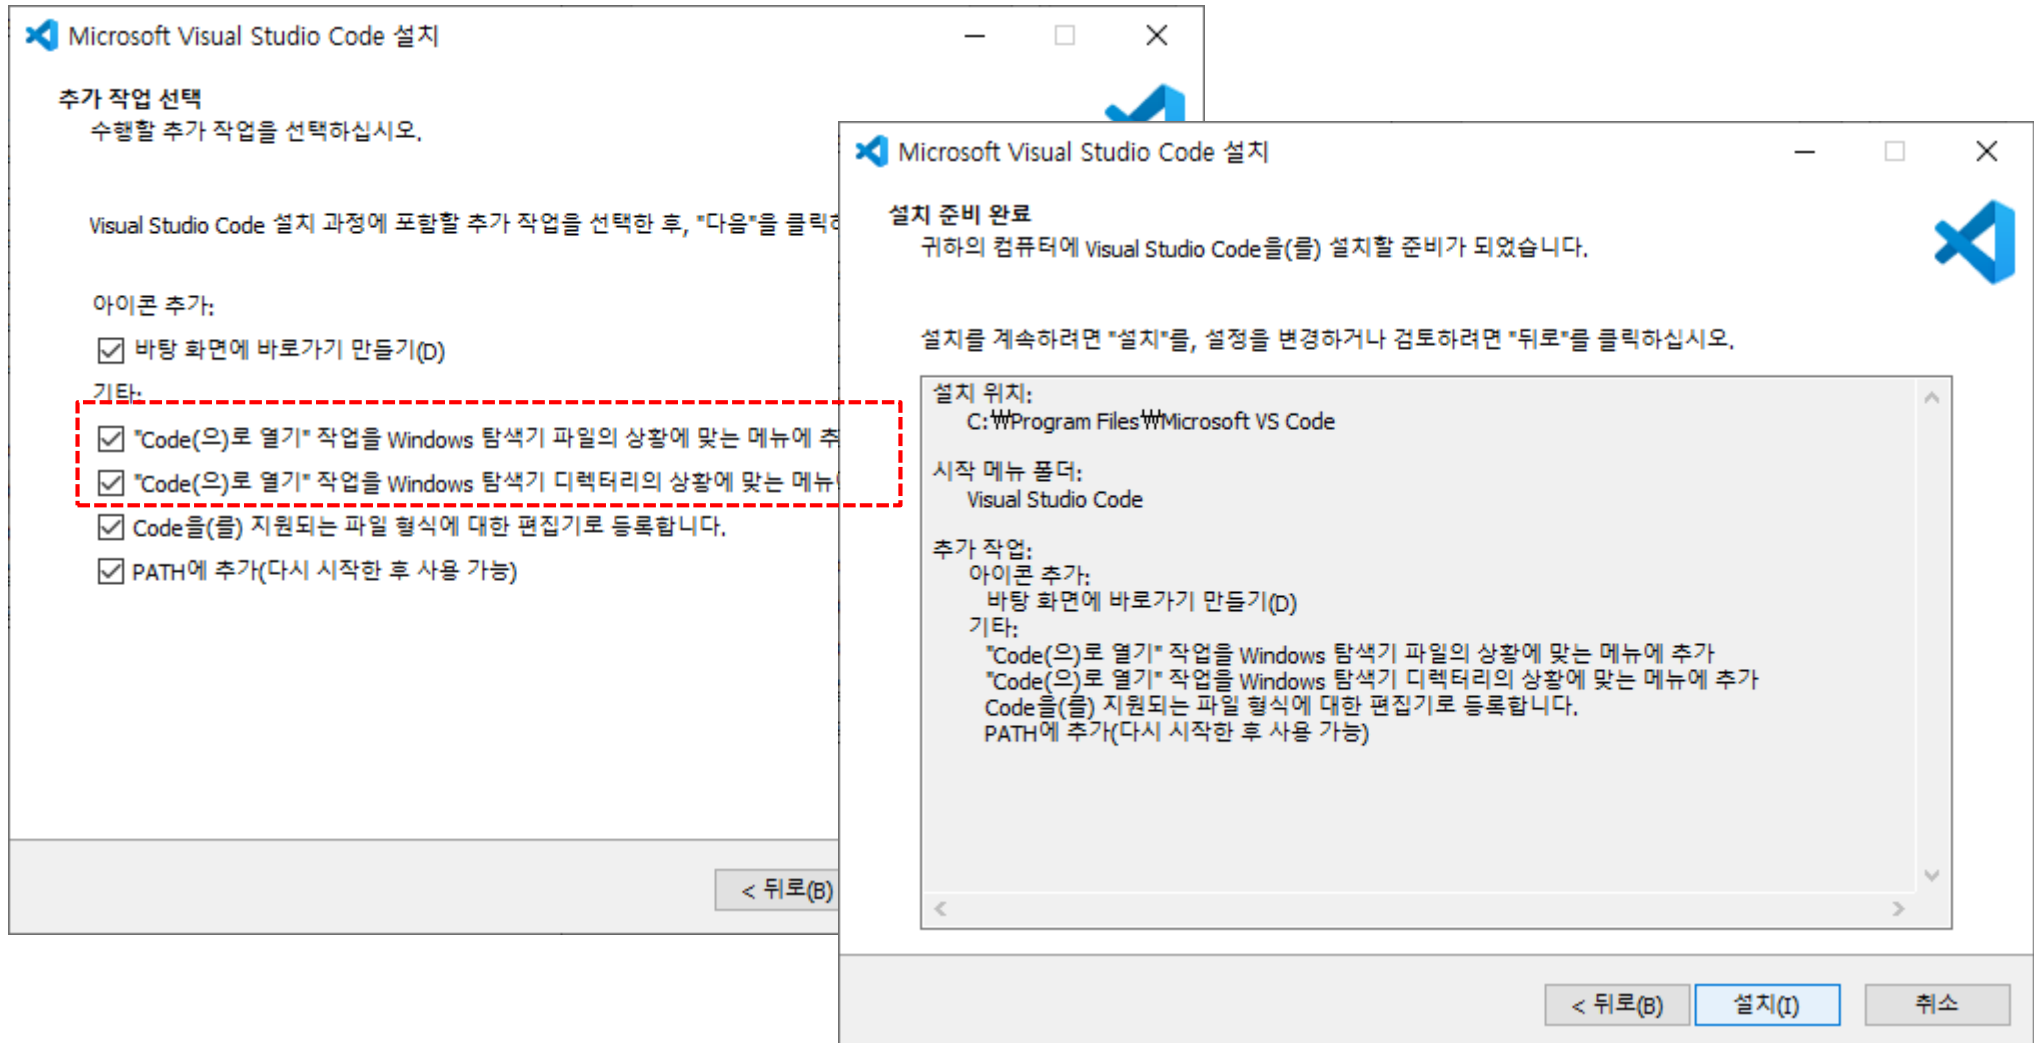 Microsoft Visual Studio Code 설치
추가 작업 선택
수행할 추가 작업을 선택하십시오.
Visual Studio Code 설치 과정에 포함할 추가 작업을 선택한 후, "다음"을
아이콘 추가:
바탕 화면에 바로가기 만들기(D)
기타:
"Code(으)로 열기" 작업을 Windows 탐색기 파일의 상황에 맞는 메뉴에
"Code(으)로 열기" 작업을 Windows 탐색기 디렉터리의 상황에 맞는 메뉴
Code을(를) 지원되는 파일 형식에 대한 편집기로 등록합니다.
PATH에 추가(다시 시작한 후 사용 가능)
< 뒤로(B)
Microsoft Visual Studio Code 설치
설치 준비 완료
귀하의 컴퓨터에 Visual Studio Code을(를) 설치할 준비가 되었습니다.
설치를 계속하려면 "설치"를, 설정을 변경하거나 검토하려면 "뒤로"를 클릭하십시오.
설치 위치:
C:₩Program Files₩Microsoft VS Code
시작 메뉴 폴더:
Visual Studio Code
추가 작업:
아이콘 추가:
바탕 화면에 바로가기 만들기(D)
기타:
"Code(으)로 열기" 작업을 Windows 탐색기 파일의 상황에 맞는 메뉴에 추가
"Code(으)로 열기" 작업을 Windows 탐색기 디렉터리의 상황에 맞는 메뉴에 추가
Code을(를) 지원되는 파일 형식에 대한 편집기로 등록합니다.
PATH에 추가(다시 시작한 후 사용 가능)
< 뒤로(B)
설치(I)
취소